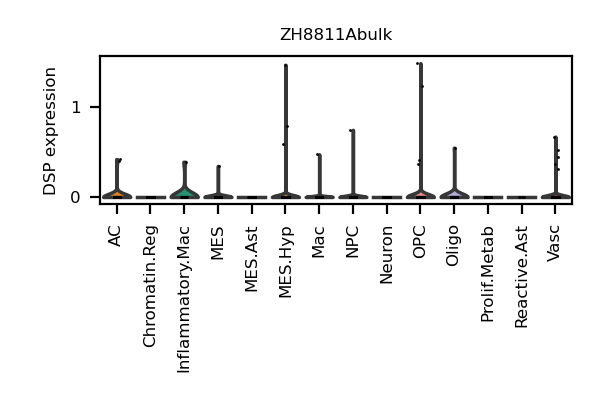 ZH8811Abulk
DSP expression
1
0
AC
Chromatin.Reg
Inflammatory.Mac
MES
MES.Ast
MES.Hyp
Mac
NPC
Neuron
OPC
Oligo
Prolif.Metab
Reactive.Ast
Vasc